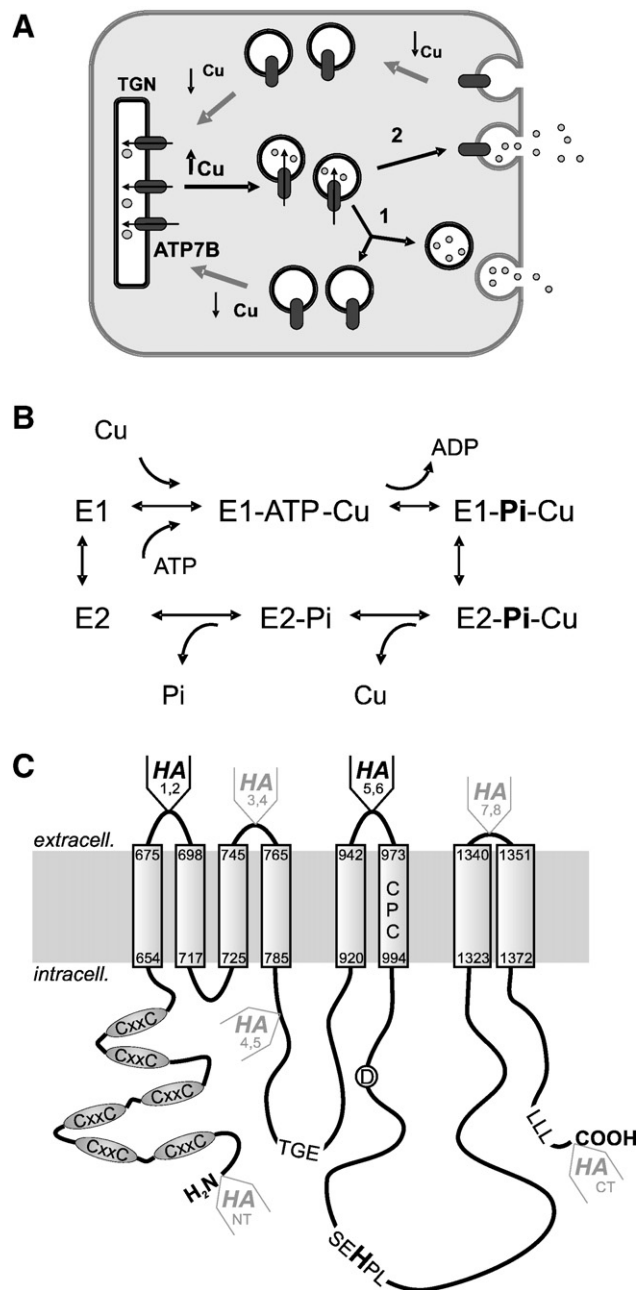 A
TGN
Cu
Cu
Cu
2
1
ATP7B
Cu
B
Cu
ADP
E1
E1-ATP-Cu
E1-Pi-Cu
ATP
E2
E2-Pi
E2-Pi-Cu
Pi
Cu
C
HA
1,2
HA
3,4
HA
5,6
HA
7,8
extracell.
675
698
745
765
942
973
1340
1351
C
P
C
654
717
725
785
920
994
1323
1372
intracell.
CxxC
HA
4,5
CxxC
D
CxxC
CxxC
CxxC
CxxC
TGE
LLL
COOH
H2N
HA
NT
HA
CT
SEHPL